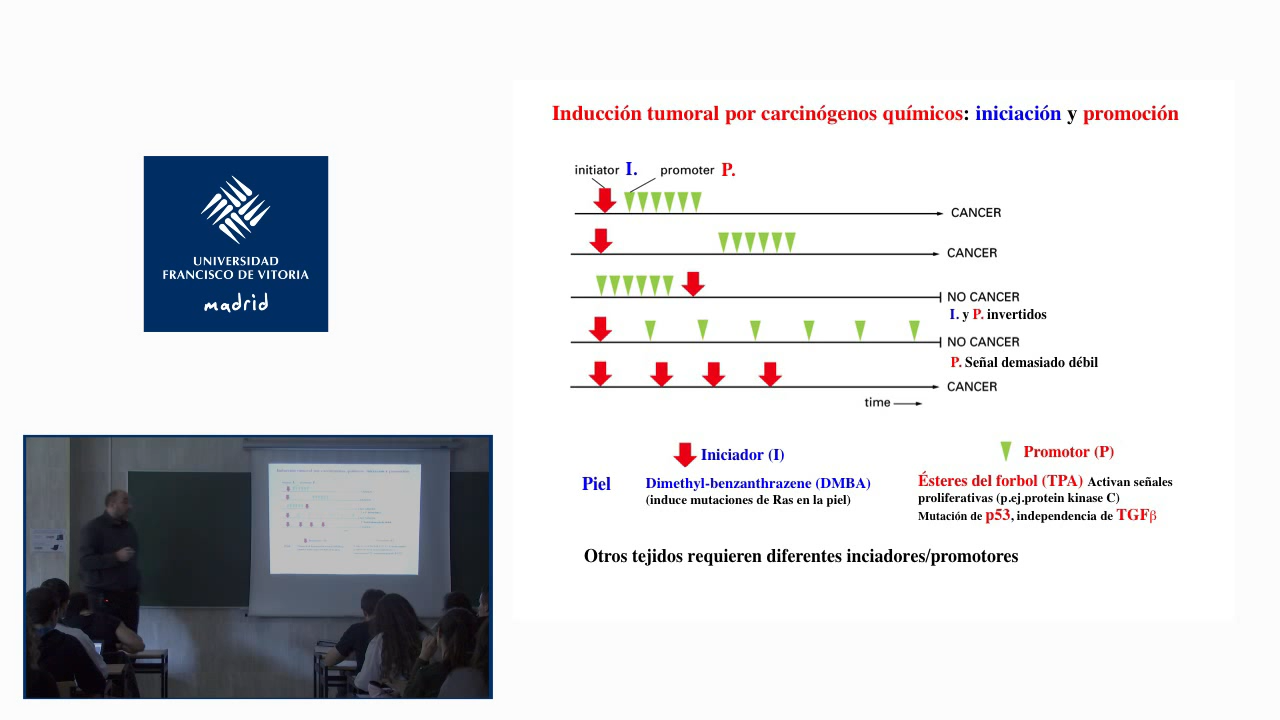 UNIVERSIDAD
FRANCISCO DE VITORIA
madrid
Inducción tumoral por carcinógenos químicos: iniciación y promoción
initiator I. promoter P.
CANCER
CANCER
NO CANCER
I. y P. invertidos
NO CANCER
P. Señal demasiado débil
CANCER
time
Iniciador (I)
Promotor (P)
Piel
Dimethyl-benzanthrazene (DMBA)
(induce mutaciones de Ras en la piel)
Ésteres del forbol (TPA) Activan señales
proliferativas (p.ej.protein kinase C)
Mutación de p53, independencia de TGFβ
Otros tejidos requieren diferentes inciadores/promotores